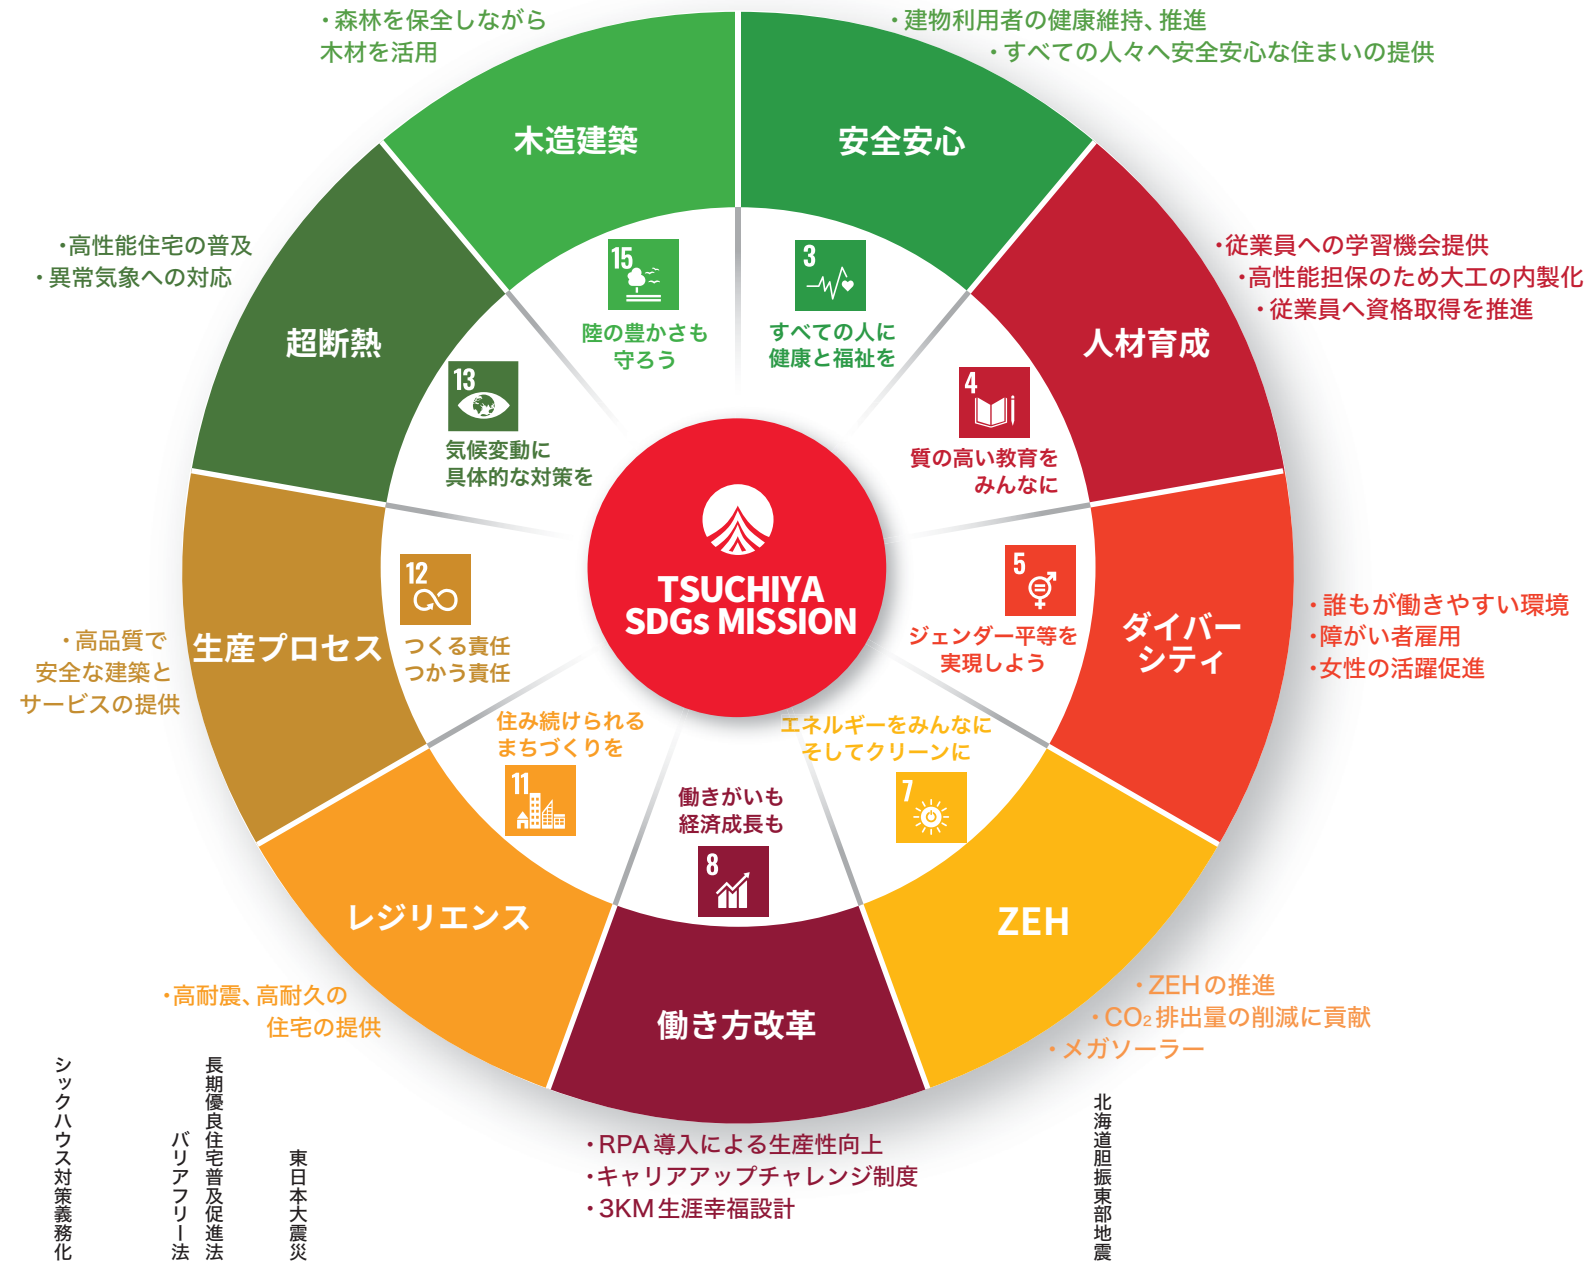 ・森林を保全しながら
木材を活用
・建物利用者の健康維持、推進
・すべての人々へ安全安心な住まいの提供
木造建築
安全安心
15
陸の豊かさも
守ろう
3
すべての人に
健康と福祉を
・高性能住宅の普及
・異常気象への対応
超断熱
13
気候変動に
具体的な対策を
・従業員への学習機会提供
・高性能担保のため大工の内製化
・従業員へ資格取得を推進
人材育成
4
質の高い教育を
みんなに
TSUCHIYA
SDGs MISSION
12
つくる責任
つかう責任
生産プロセス
・高品質で
安全な建築と
サービスの提供
5
ジェンダー平等を
実現しよう
ダイバー
シティ
・誰もが働きやすい環境
・障がい者雇用
・女性の活躍促進
住み続けられる
まちづくりを
11
レジリエンス
・高耐震、高耐久の
住宅の提供
働きがいも
経済成長も
8
働き方改革
・RPA導入による生産性向上
・キャリアアップチャレンジ制度
・3KM生涯幸福設計
エネルギーをみんなに
そしてクリーンに
7
ZEH
・ZEHの推進
・CO₂排出量の削減に貢献
・メガソーラー
シックハウス対策義務化
バリアフリー法
長期優良住宅普及促進法
東日本大震災
北海道胆振東部地震